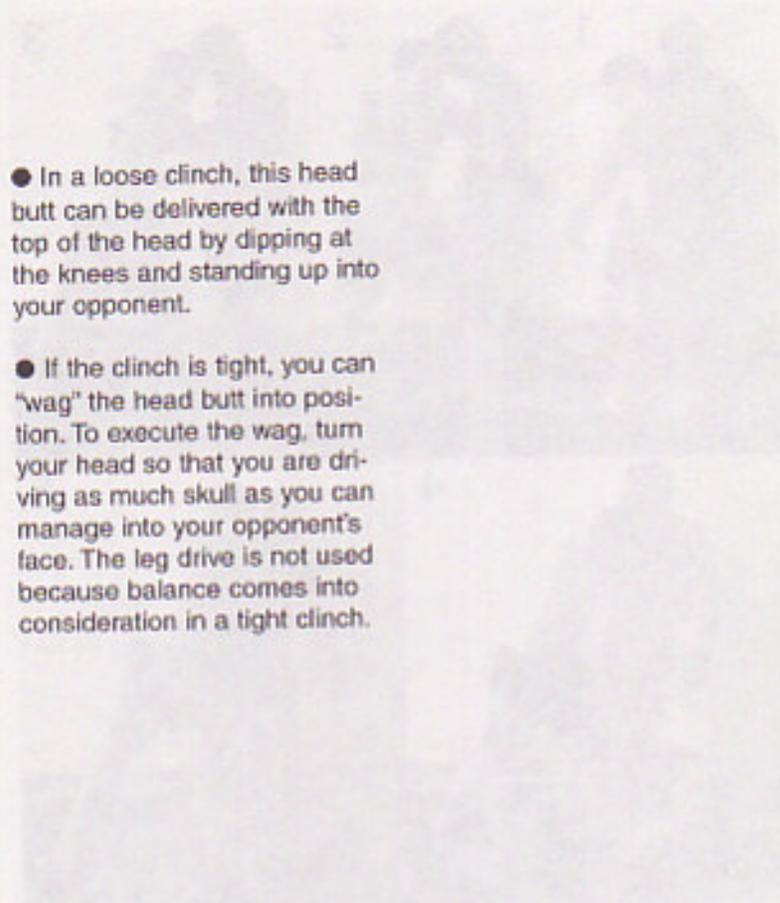 ● In a loose clinch, this head
butt can be delivered with the
top of the head by dipping at
the knees and standing up into
your opponent.
● If the clinch is tight, you can
"wag" the head butt into posi-
tion. To execute the wag, turn
your head so that you are dri-
ving as much skull as you can
manage into your opponent's
face. The leg drive is not used
because balance comes into
consideration in a tight clinch.